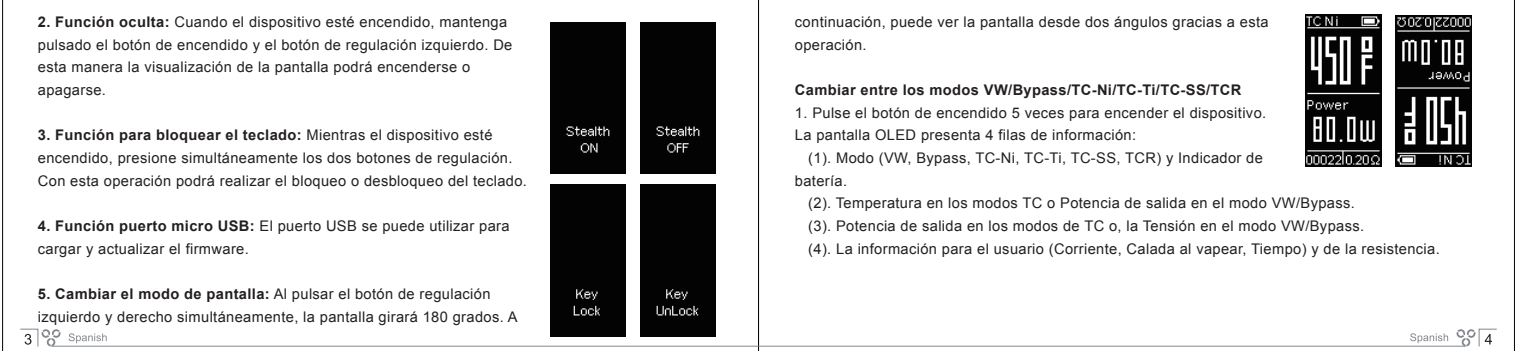 2. Función oculta: Cuando el dispositivo esté encendido, mantenga
pulsado el botón de encendido y el botón de regulación izquierdo. De
esta manera la visualización de la pantalla podrá encenderse o
apagarse.
3. Función para bloquear el teclado: Mientras el dispositivo esté
encendido, presione simultáneamente los dos botones de regulación.
Con esta operación podrá realizar el bloqueo o desbloqueo del teclado.
4. Función puerto micro USB: El puerto USB se puede utilizar para
cargar y actualizar el firmware.
5. Cambiar el modo de pantalla: Al pulsar el botón de regulación
izquierdo y derecho simultáneamente, la pantalla girará 180 grados. A
Stealth
ON
Stealth
OFF
Key
Lock
Key
UnLock
3 Spanish
continuación, puede ver la pantalla desde dos ángulos gracias a esta
operación.
Cambiar entre los modos VW/Bypass/TC-Ni/TC-Ti/TC-SS/TCR
1. Pulse el botón de encendido 5 veces para encender el dispositivo.
La pantalla OLED presenta 4 filas de información:
(1). Modo (VW, Bypass, TC-Ni, TC-Ti, TC-SS, TCR) y Indicador de
batería.
(2). Temperatura en los modos TC o Potencia de salida en el modo VW/Bypass.
(3). Potencia de salida en los modos de TC o, la Tensión en el modo VW/Bypass.
(4). La información para el usuario (Corriente, Calada al vapear, Tiempo) y de la resistencia.
TC Ni
450 °F
Power
80.0w
00022 0.20Ω
TC Ni
450 °F
Power
80.0w
00022 0.20Ω
Spanish 4